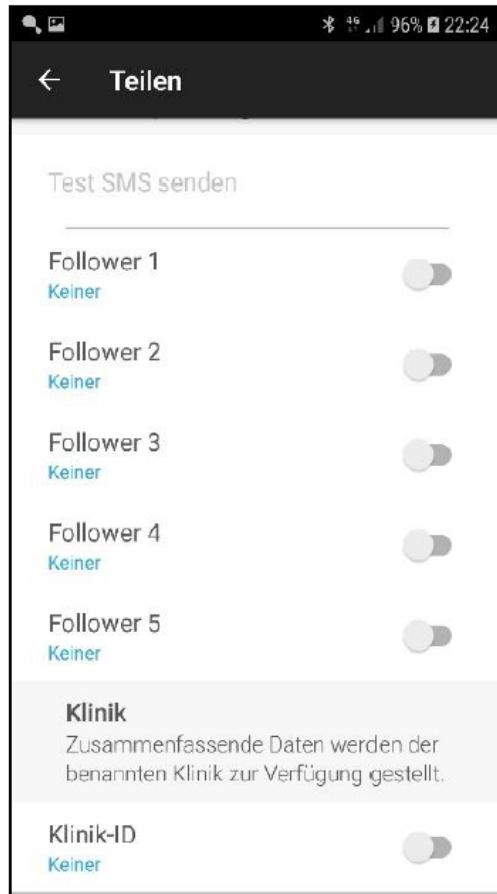 4G 96% 22:24
Teilen
Test SMS senden
Follower 1
Keiner
Follower 2
Keiner
Follower 3
Keiner
Follower 4
Keiner
Follower 5
Keiner
Klinik
Zusammenfassende Daten werden der
benannten Klinik zur Verfügung gestellt.
Klinik-ID
Keiner